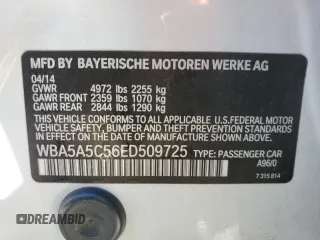 MFD BY BAYERISCHE MOTOREN WERKE AG
04/14
GVWR 4972 lbs 2255 kg
GAWR FRONT 2359 lbs 1070 kg
GAWR REAR 2844 lbs 1290 kg
THIS VEHICLE CONFORMS TO ALL APPLICABLE U.S. FEDERAL MOTOR
VEHICLE SAFETY, BUMPER, AND THEFT PREVENTION STANDARDS
IN EFFECT ON THE DATE OF MANUFACTURE SHOWN ABOVE.
WBA5A5C56ED509725 TYPE: PASSENGER CAR
A96/0
7 315 814
DEALERS AUTO AUCTION